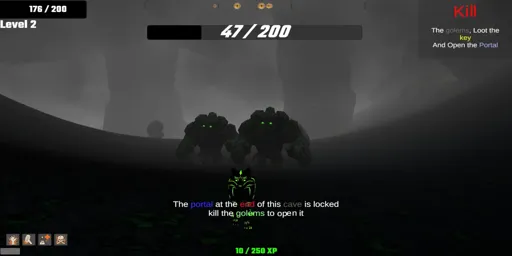 176 / 200
Level 2
47 / 200
Kill
The golems, Loot the
key
And Open the Portal
The portal at the end of this cave is locked
kill the golems to open it
10 / 250 XP